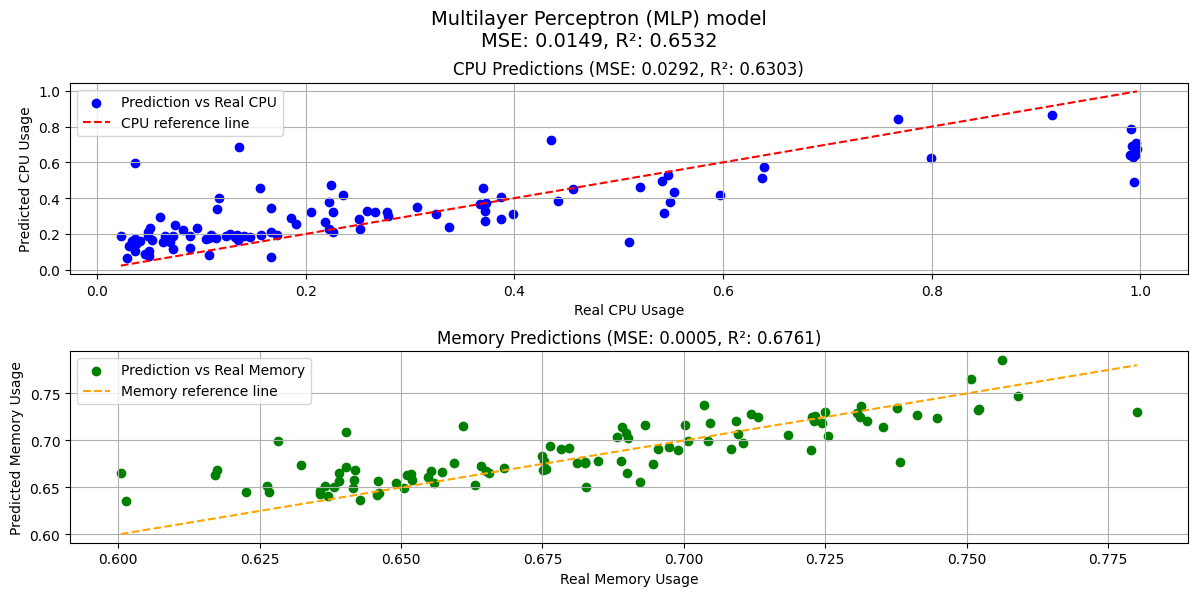 Multilayer Perceptron (MLP) model
MSE: 0.0149, R²: 0.6532
CPU Predictions (MSE: 0.0292, R²: 0.6303)
Prediction vs Real CPU
CPU reference line
Predicted CPU Usage
1.0
0.8
0.6
0.4
0.2
0.0
0.0 0.2 0.4 0.6 0.8 1.0
Real CPU Usage
Memory Predictions (MSE: 0.0005, R²: 0.6761)
Prediction vs Real Memory
Memory reference line
Predicted Memory Usage
0.75
0.70
0.65
0.60
0.600 0.625 0.650 0.675 0.700 0.725 0.750 0.775
Real Memory Usage